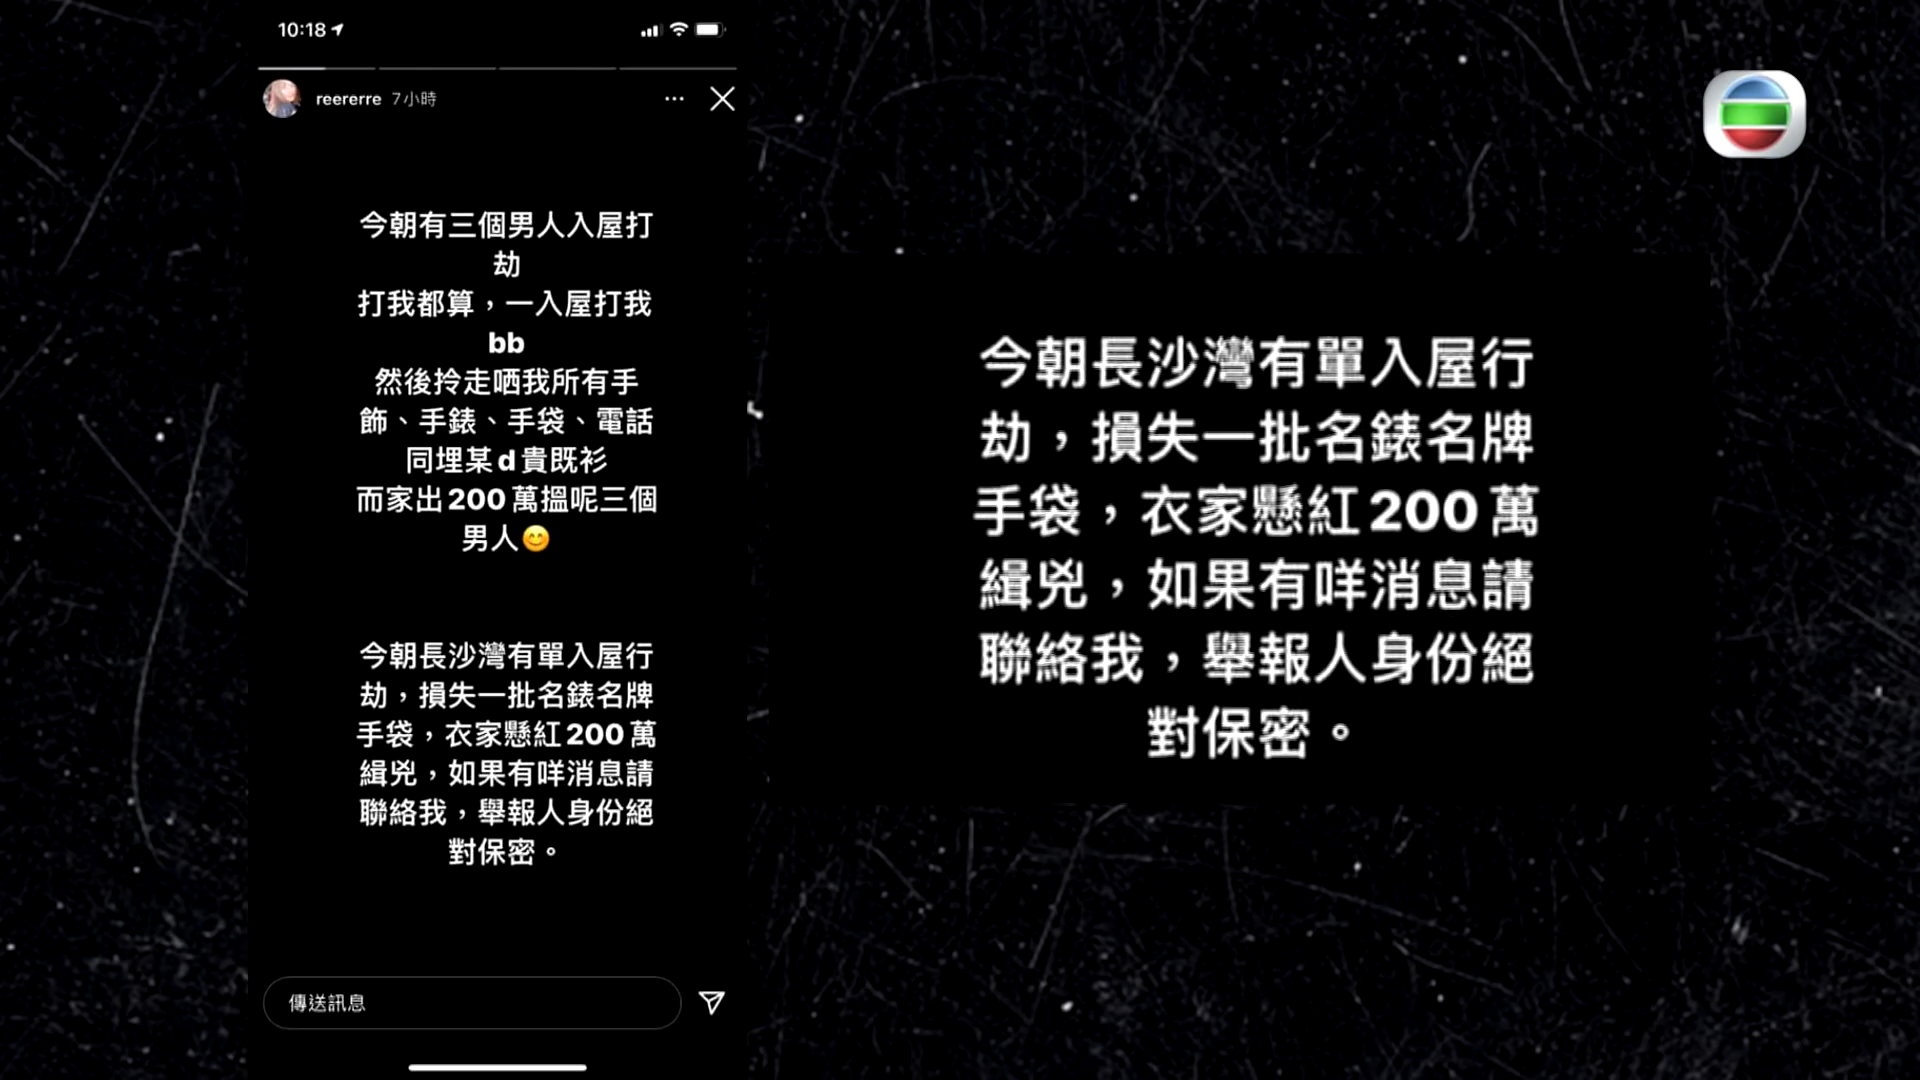 10:18
reererre 7小時
今朝有三個男人入屋打
劫
打我都算，一入屋打我
bb
然後拎走哂我所有手
飾、手錶、手袋、電話
同埋某d貴既衫
而家出200萬搵呢三個
男人😊
今朝長沙灣有單入屋行
劫，損失一批名錶名牌
手袋，衣家懸紅200萬
緝兇，如果有咩消息請
聯絡我，舉報人身份絕
對保密。
傳送訊息
今朝長沙灣有單入屋行
劫，損失一批名錶名牌
手袋，衣家懸紅200萬
緝兇，如果有咩消息請
聯絡我，舉報人身份絕
對保密。